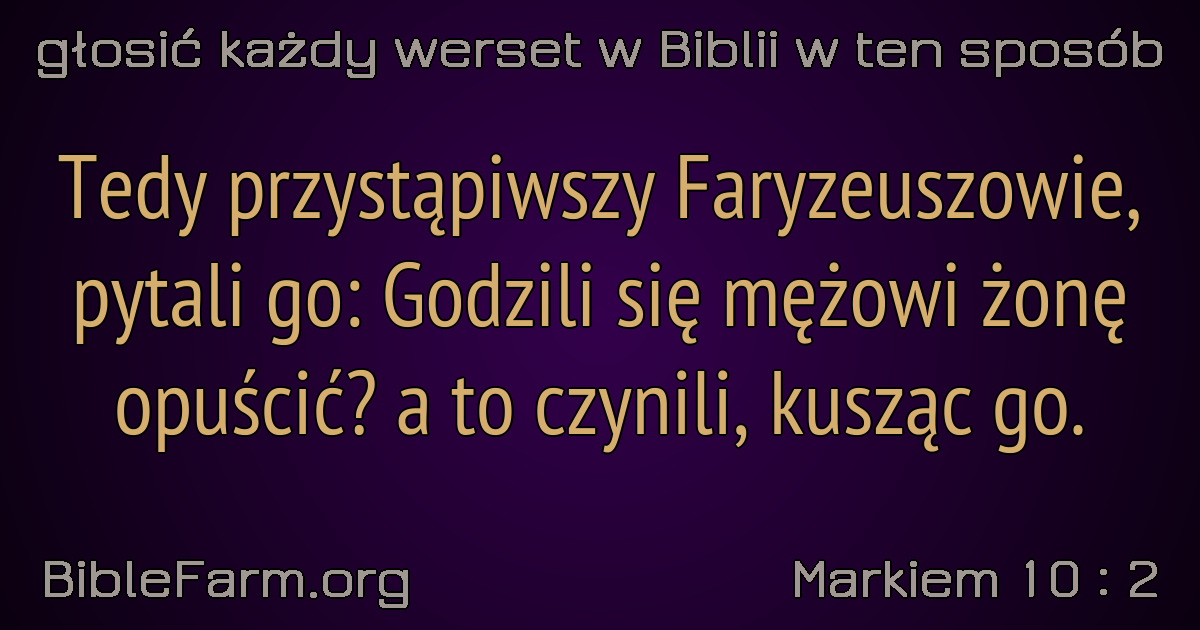 głosić każdy werset w Biblii w ten sposób
Tedy przystąpiwszy Faryzeuszowie,
pytali go: Godzili się mężowi żonę
opuścić? a to czynili, kusząc go.
BibleFarm.org
Markiem 10 : 2